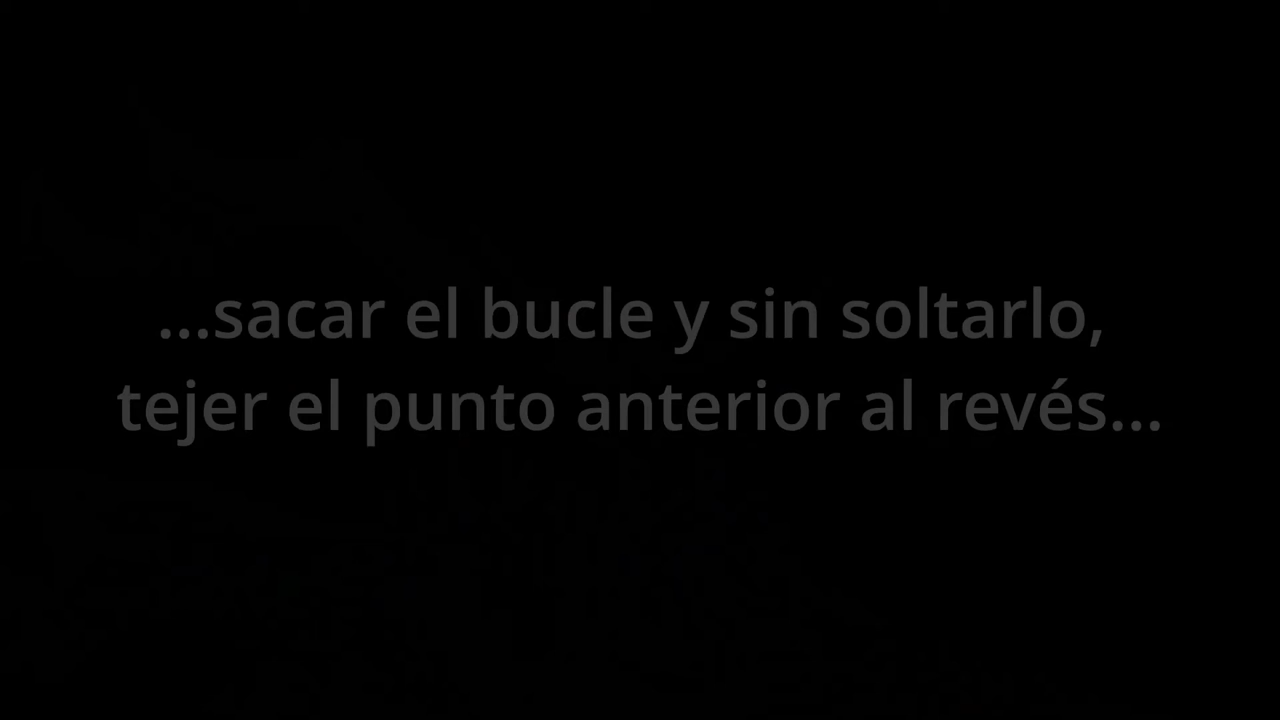 ...sacar el bucle y sin soltarlo,
tejer el punto anterior al revés...